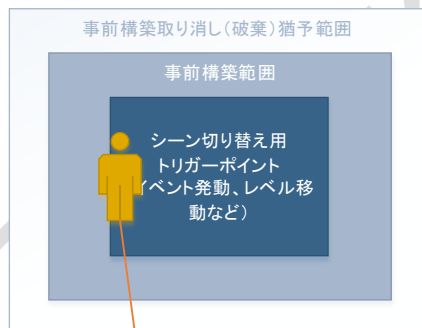 事前構築取り消し（破棄）猶予範囲
事前構築範囲
シーン切り替え用
トリガーポイント
イベント発動、レベル移
動など）